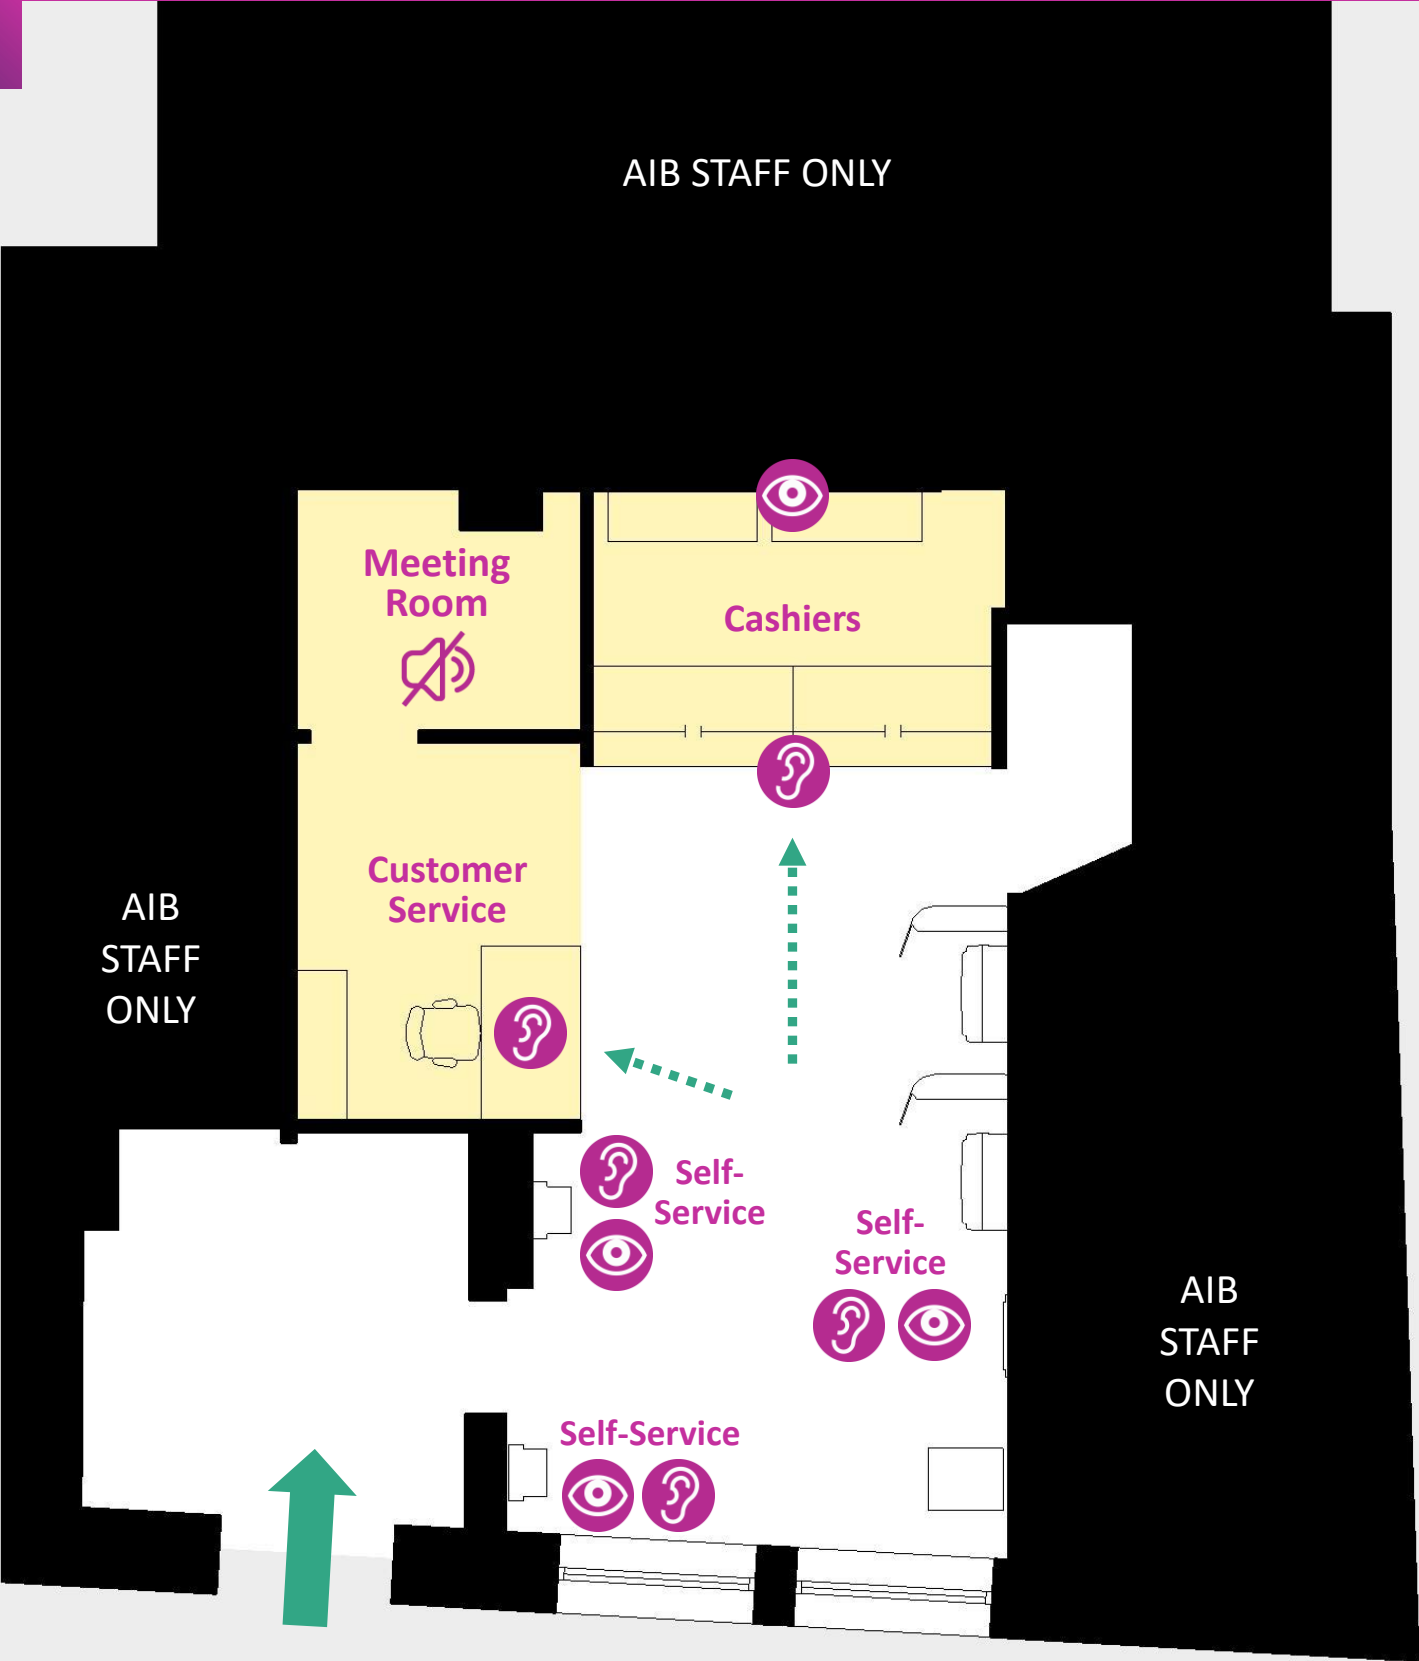 AIB STAFF ONLY
Meeting
Room
Cashiers
Customer
Service
AIB
STAFF
ONLY
Self-
Service
Self-
Service
AIB
STAFF
ONLY
Self-Service